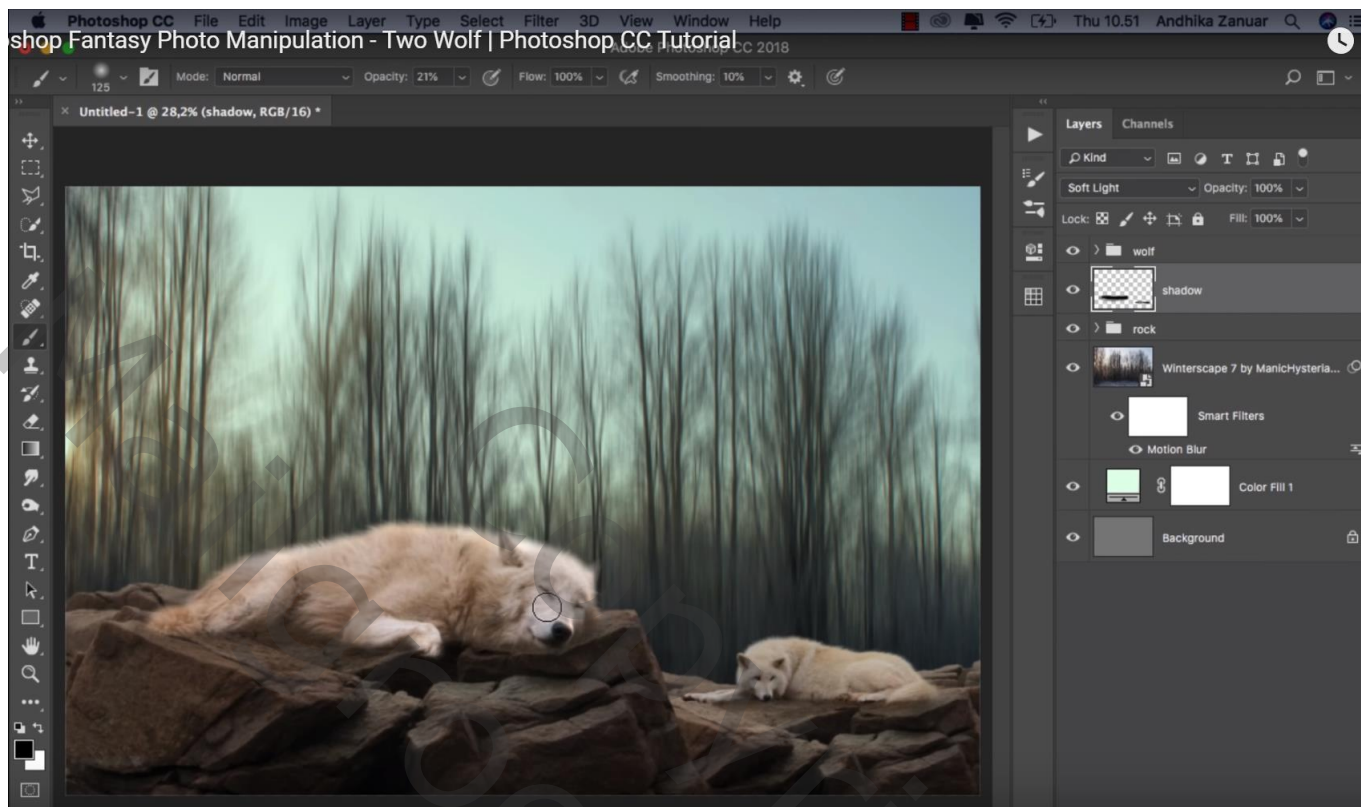 Photoshop CC File Edit Image Layer Type Select Filter 3D View Window Help Thu 10.51 Andhika Zanuar
shop Fantasy Photo Manipulation - Two Wolf | Photoshop CC Tutorial
Adobe Photoshop CC 2018
125 Mode: Normal Opacity: 21% Flow: 100% Smoothing: 10%
Untitled-1 @ 28,2% (shadow, RGB/16) *
Layers Channels
Kind
Soft Light Opacity: 100%
Lock: Fill: 100%
wolf
shadow
rock
Winterscape 7 by ManicHysteria...
Smart Filters
Motion Blur
Color Fill 1
Background